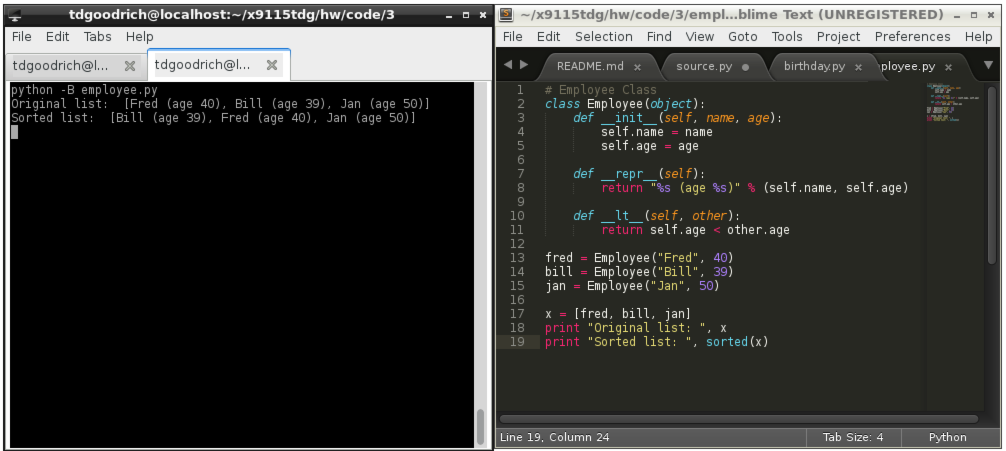 tdgoodrich@localhost:~/x9115tdg/hw/code/3
File Edit Tabs Help
tdgoodrich@l...
tdgoodrich@l...
python -B employee.py
Original list:  [Fred (age 40), Bill (age 39), Jan (age 50)]
Sorted list:  [Bill (age 39), Fred (age 40), Jan (age 50)]
~/x9115tdg/hw/code/3/empl...blime Text (UNREGISTERED)
File Edit Selection Find View Goto Tools Project Preferences Help
README.md source.py birthday.py ployee.py
1 # Employee Class
2 class Employee(object):
3     def __init__(self, name, age):
4         self.name = name
5         self.age = age
6
7     def __repr__(self):
8         return "%s (age %s)" % (self.name, self.age)
9
10     def __lt__(self, other):
11         return self.age < other.age
12
13 fred = Employee("Fred", 40)
14 bill = Employee("Bill", 39)
15 jan = Employee("Jan", 50)
16
17 x = [fred, bill, jan]
18 print "Original list: ", x
19 print "Sorted list: ", sorted(x)
Line 19, Column 24 Tab Size: 4 Python